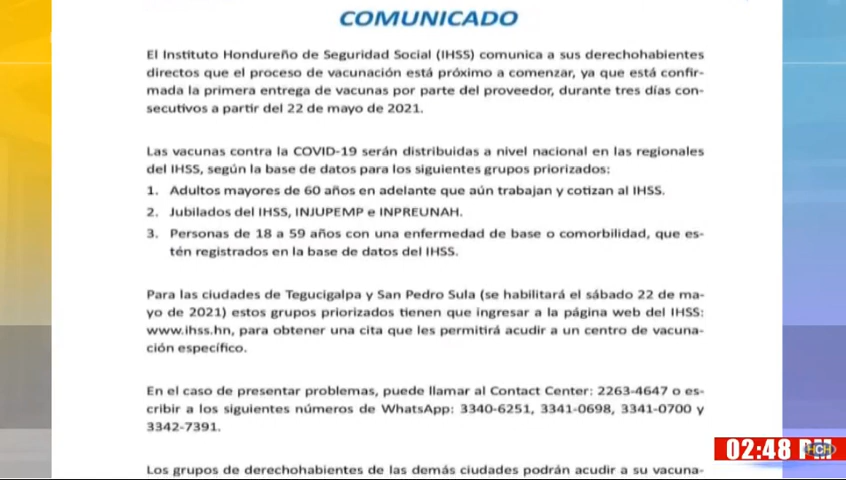 COMUNICADO
El Instituto Hondureño de Seguridad Social (IHSS) comunica a sus derechohabientes
directos que el proceso de vacunación está próximo a comenzar, ya que está confir-
mada la primera entrega de vacunas por parte del proveedor, durante tres días con-
secutivos a partir del 22 de mayo de 2021.
Las vacunas contra la COVID-19 serán distribuidas a nivel nacional en las regionales
del IHSS, según la base de datos para los siguientes grupos priorizados:
1. Adultos mayores de 60 años en adelante que aún trabajan y cotizan al IHSS.
2. Jubilados del IHSS, INJUPEMP e INPREUNAH.
3. Personas de 18 a 59 años con una enfermedad de base o comorbilidad, que es-
tén registrados en la base de datos del IHSS.
Para las ciudades de Tegucigalpa y San Pedro Sula (se habilitará el sábado 22 de ma-
yo de 2021) estos grupos priorizados tienen que ingresar a la página web del IHSS:
www.ihss.hn, para obtener una cita que les permitirá acudir a un centro de vacuna-
ción específico.
En el caso de presentar problemas, puede llamar al Contact Center: 2263-4647 o es-
cribir a los siguientes números de WhatsApp: 3340-6251, 3341-0698, 3341-0700 y
3342-7391.
Los grupos de derechohabientes de las demás ciudades podrán acudir a su vacuna-
02:48 PM
HCH